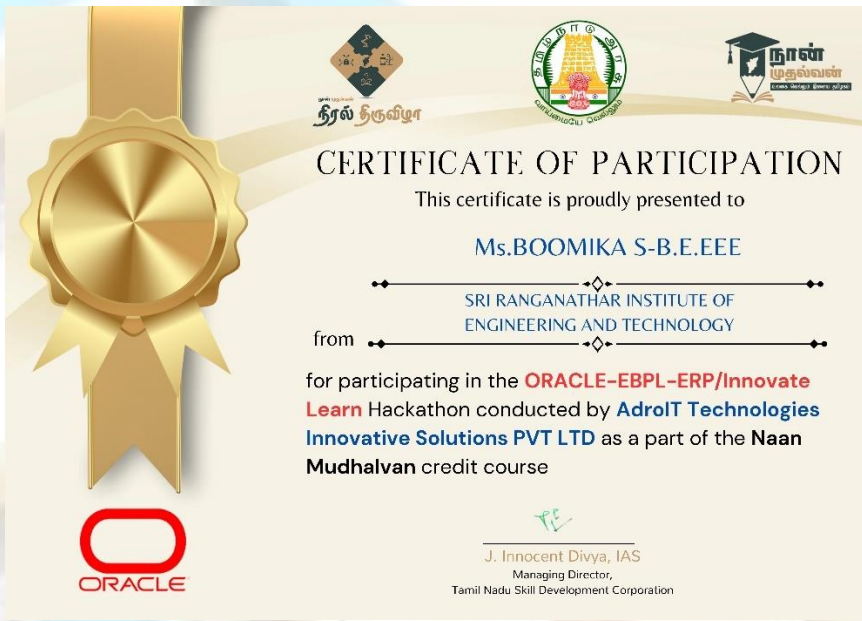 நிரல் திருவிழா
தமிழ்நாடு அரசு
வாய்மையே வெல்லும்
நான்
முதல்வன்
CERTIFICATE OF PARTICIPATION
This certificate is proudly presented to
Ms.BOOMIKA S-B.E.EEE
SRI RANGANATHAR INSTITUTE OF
ENGINEERING AND TECHNOLOGY
from
for participating in the ORACLE-EBPL-ERP/Innovate
Learn Hackathon conducted by AdroIT Technologies
Innovative Solutions PVT LTD as a part of the Naan
Mudhalvan credit course
ORACLE
J. Innocent Divya, IAS
Managing Director,
Tamil Nadu Skill Development Corporation